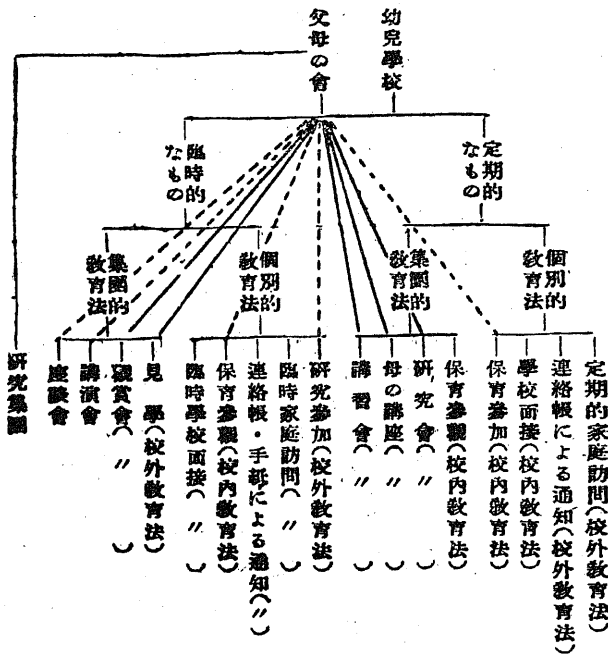 幼兒學校
父母の會
定期的
なもの
臨時的
なもの
個別的
教育法
集團的
教育法
個別的
教育法
集團的
教育法
定期的家庭訪問(校外教育法)
連絡帳による通知(校外教育法)
學校面接(校內教育法)
保育參加(校內教育法)
保育參觀(校內教育法)
研究會(〃)
母の講座(〃)
講習會(〃)
研究參加(校外教育法)
臨時家庭訪問(〃)
連絡帳・手紙による通知(〃)
保育參觀(校內教育法)
臨時學校面接(〃)
見學(校外教育法)
觀賞會(〃)
講演會
座談會
研究集團